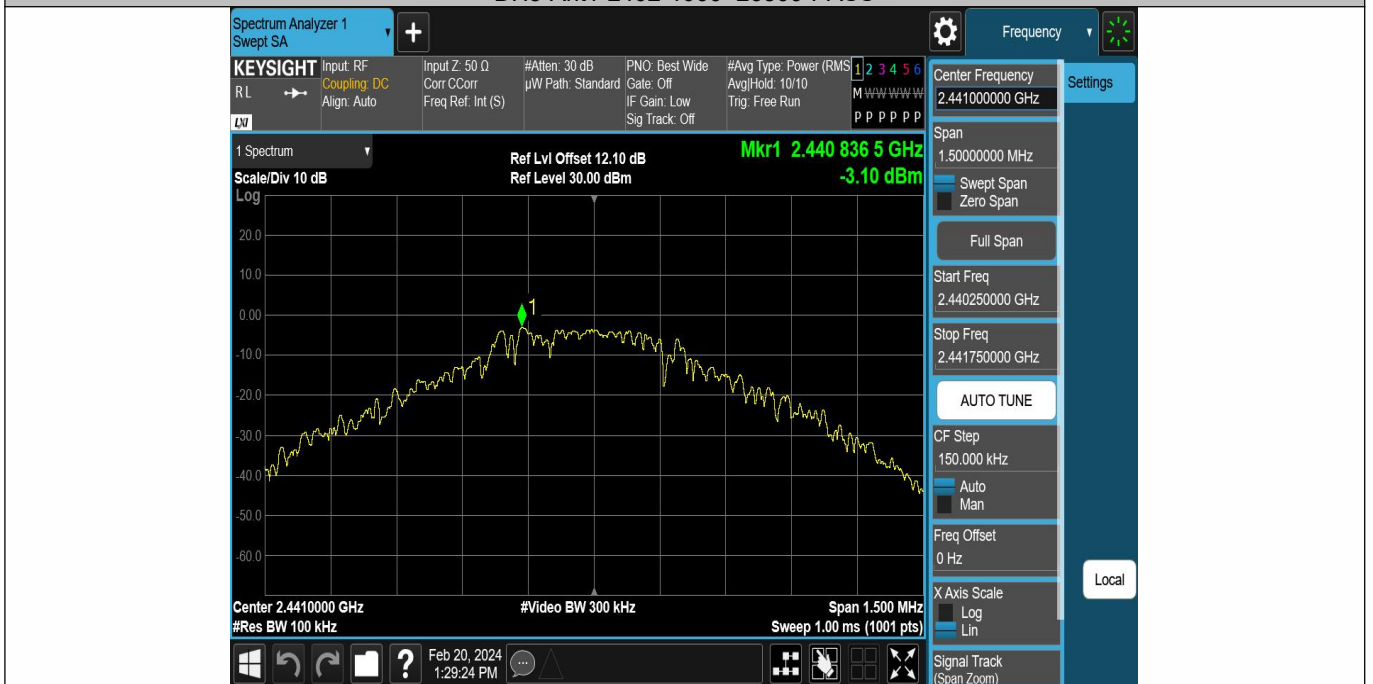 Spectrum Analyzer 1
Swept SA
Frequency
KEYSIGHT
RL
LXI
Input: RF
Coupling: DC
Align: Auto
Input Z: 50 Ω
Corr CCorr
Freq Ref: Int (S)
#Atten: 30 dB
µW Path: Standard
PNO: Best Wide
Gate: Off
IF Gain: Low
Sig Track: Off
#Avg Type: Power (RMS
Avg|Hold: 10/10
Trig: Free Run
1 2 3 4 5 6
M W W W W W
P P P P P P
1 Spectrum
Scale/Div 10 dB
Ref Lvl Offset 12.10 dB
Ref Level 30.00 dBm
Mkr1 2.440 836 5 GHz
-3.10 dBm
Log
20.0
10.0
0.00
-10.0
-20.0
-30.0
-40.0
-50.0
-60.0
1
Center 2.4410000 GHz
#Res BW 100 kHz
#Video BW 300 kHz
Span 1.500 MHz
Sweep 1.00 ms (1001 pts)
Center Frequency
2.441000000 GHz
Settings
Span
1.50000000 MHz
Swept Span
Zero Span
Full Span
Start Freq
2.440250000 GHz
Stop Freq
2.441750000 GHz
AUTO TUNE
CF Step
150.000 kHz
Auto
Man
Freq Offset
0 Hz
X Axis Scale
Log
Lin
Local
Signal Track
(Span Zoom)
?
Feb 20, 2024
1:29:24 PM